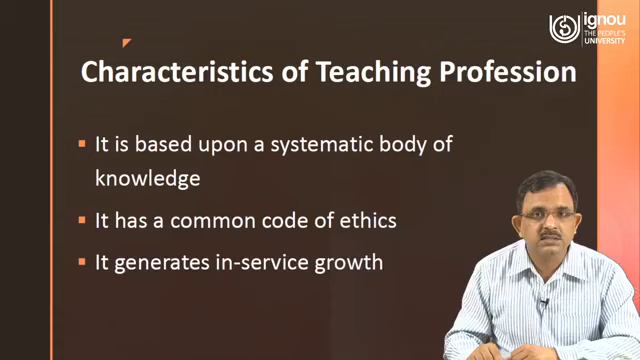 ignou
THE PEOPLE'S
UNIVERSITY
Characteristics of Teaching Profession
▪ It is based upon a systematic body of
knowledge
▪ It has a common code of ethics
▪ It generates in-service growth